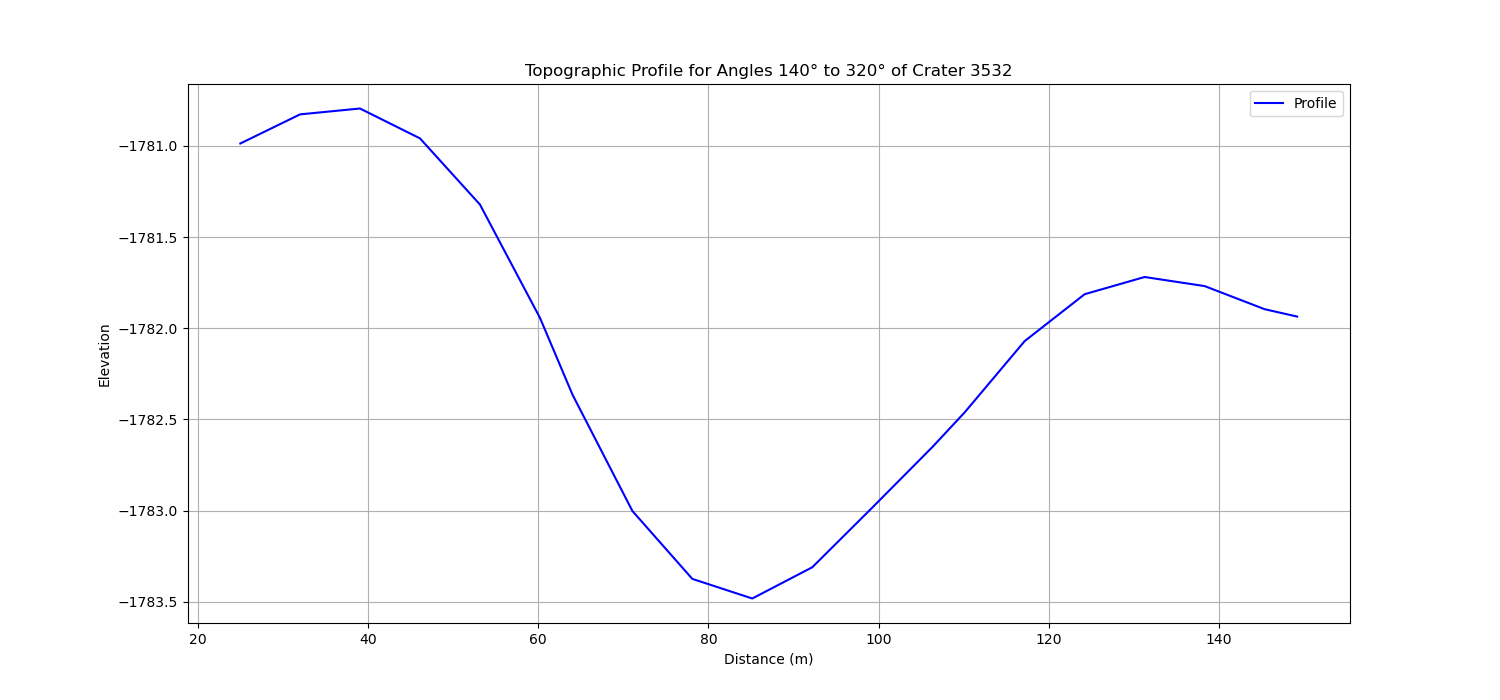 Topographic Profile for Angles 140° to 320° of Crater 3532
Profile
−1781.0
−1781.5
−1782.0
−1782.5
−1783.0
−1783.5
Elevation
20 40 60 80 100 120 140
Distance (m)